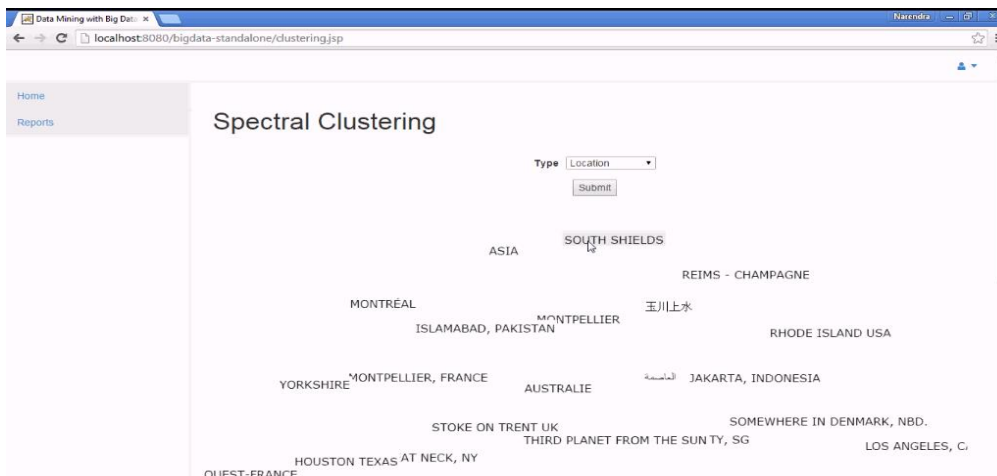 Data Mining with Big Data
Narendra
localhost:8080/bigdata-standalone/clustering.jsp
Home
Reports
Spectral Clustering
Type Location
Submit
SOUTH SHIELDS
ASIA
REIMS - CHAMPAGNE
MONTRÉAL
玉川上水
MONTPELLIER
ISLAMABAD, PAKISTAN
RHODE ISLAND USA
MONTPELLIER, FRANCE
العاصمة
JAKARTA, INDONESIA
YORKSHIRE
AUSTRALIE
SOMEWHERE IN DENMARK, NBD.
STOKE ON TRENT UK
THIRD PLANET FROM THE SUN
TY, SG
LOS ANGELES, CA
AT NECK, NY
HOUSTON TEXAS
OUEST-FRANCE